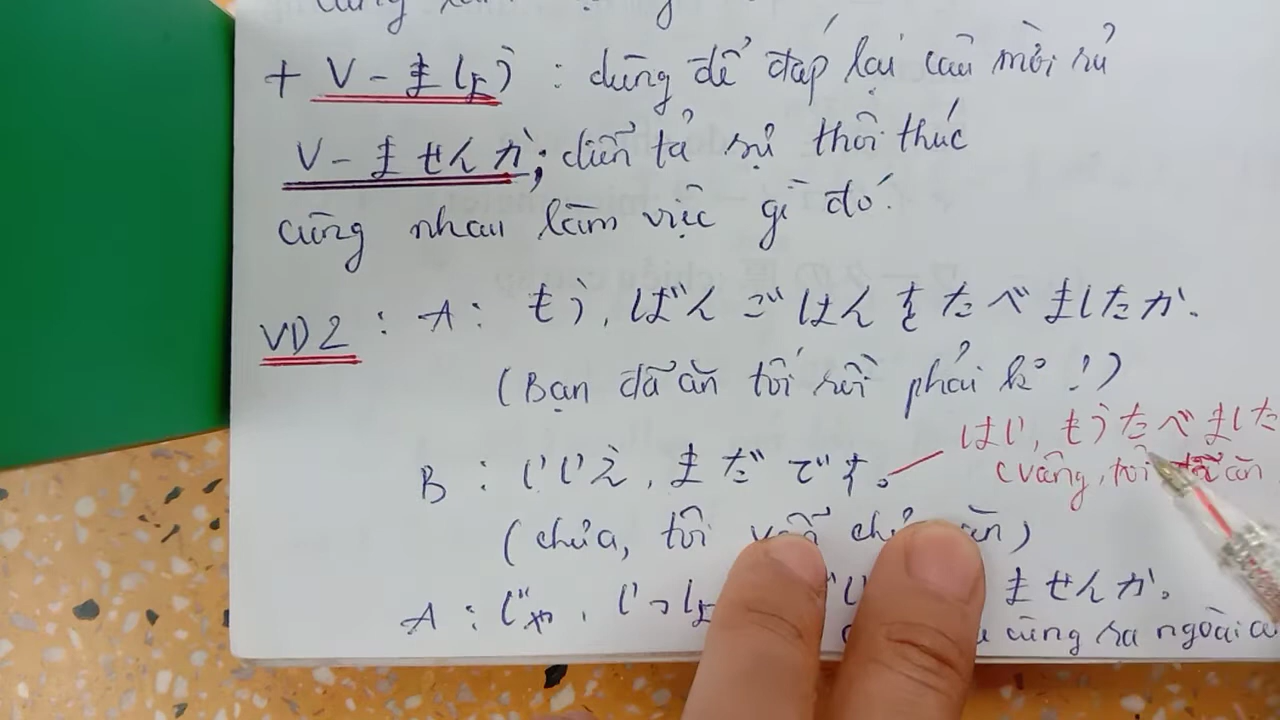 + V-ましょう : dùng để đáp lại câu mời rủ
V-ませんか; diễn tả sự thôi thúc
cùng nhau làm việc gì đó.
VD2 : A : もう, ばんごはんをたべましたか.
(Bạn đã ăn tối rồi phải k° !)
はい, もうたべました
B : いいえ, まだです。
(Vâng, tôi đã ăn
(chưa, tôi vẫn chưa ăn)
A : じゃ, いっしょ ませんか。
cùng ra ngoài